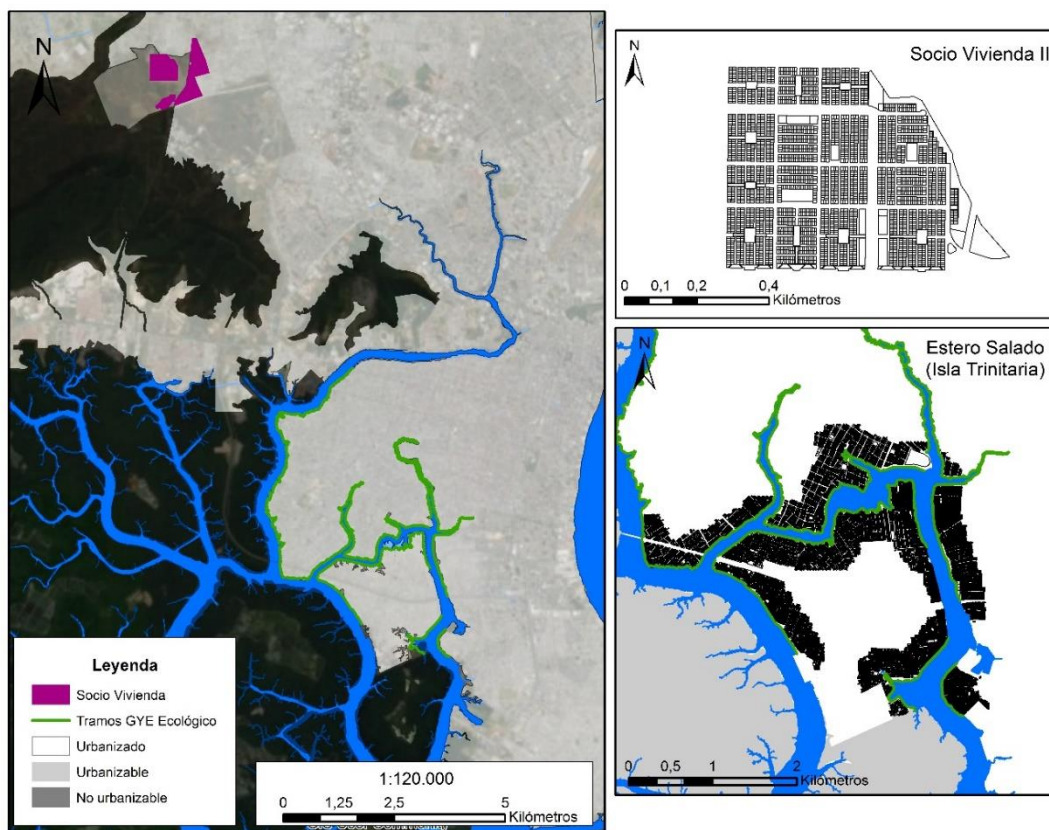 N
Leyenda
Socio Vivienda
Tramos GYE Ecológico
Urbanizado
Urbanizable
No urbanizable
1:120.000
0 1,25 2,5 5
Kilómetros
N
Socio Vivienda II
0 0,1 0,2 0,4
Kilómetros
N
Estero Salado
(Isla Trinitaria)
0 0,5 1 2
Kilómetros